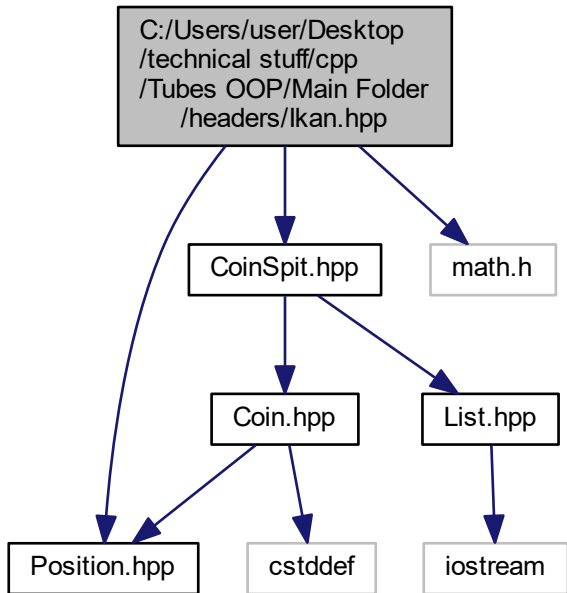 C:/Users/user/Desktop
/technical stuff/cpp
/Tubes OOP/Main Folder
/headers/Ikan.hpp
CoinSpit.hpp
math.h
Coin.hpp
List.hpp
Position.hpp
cstddef
iostream